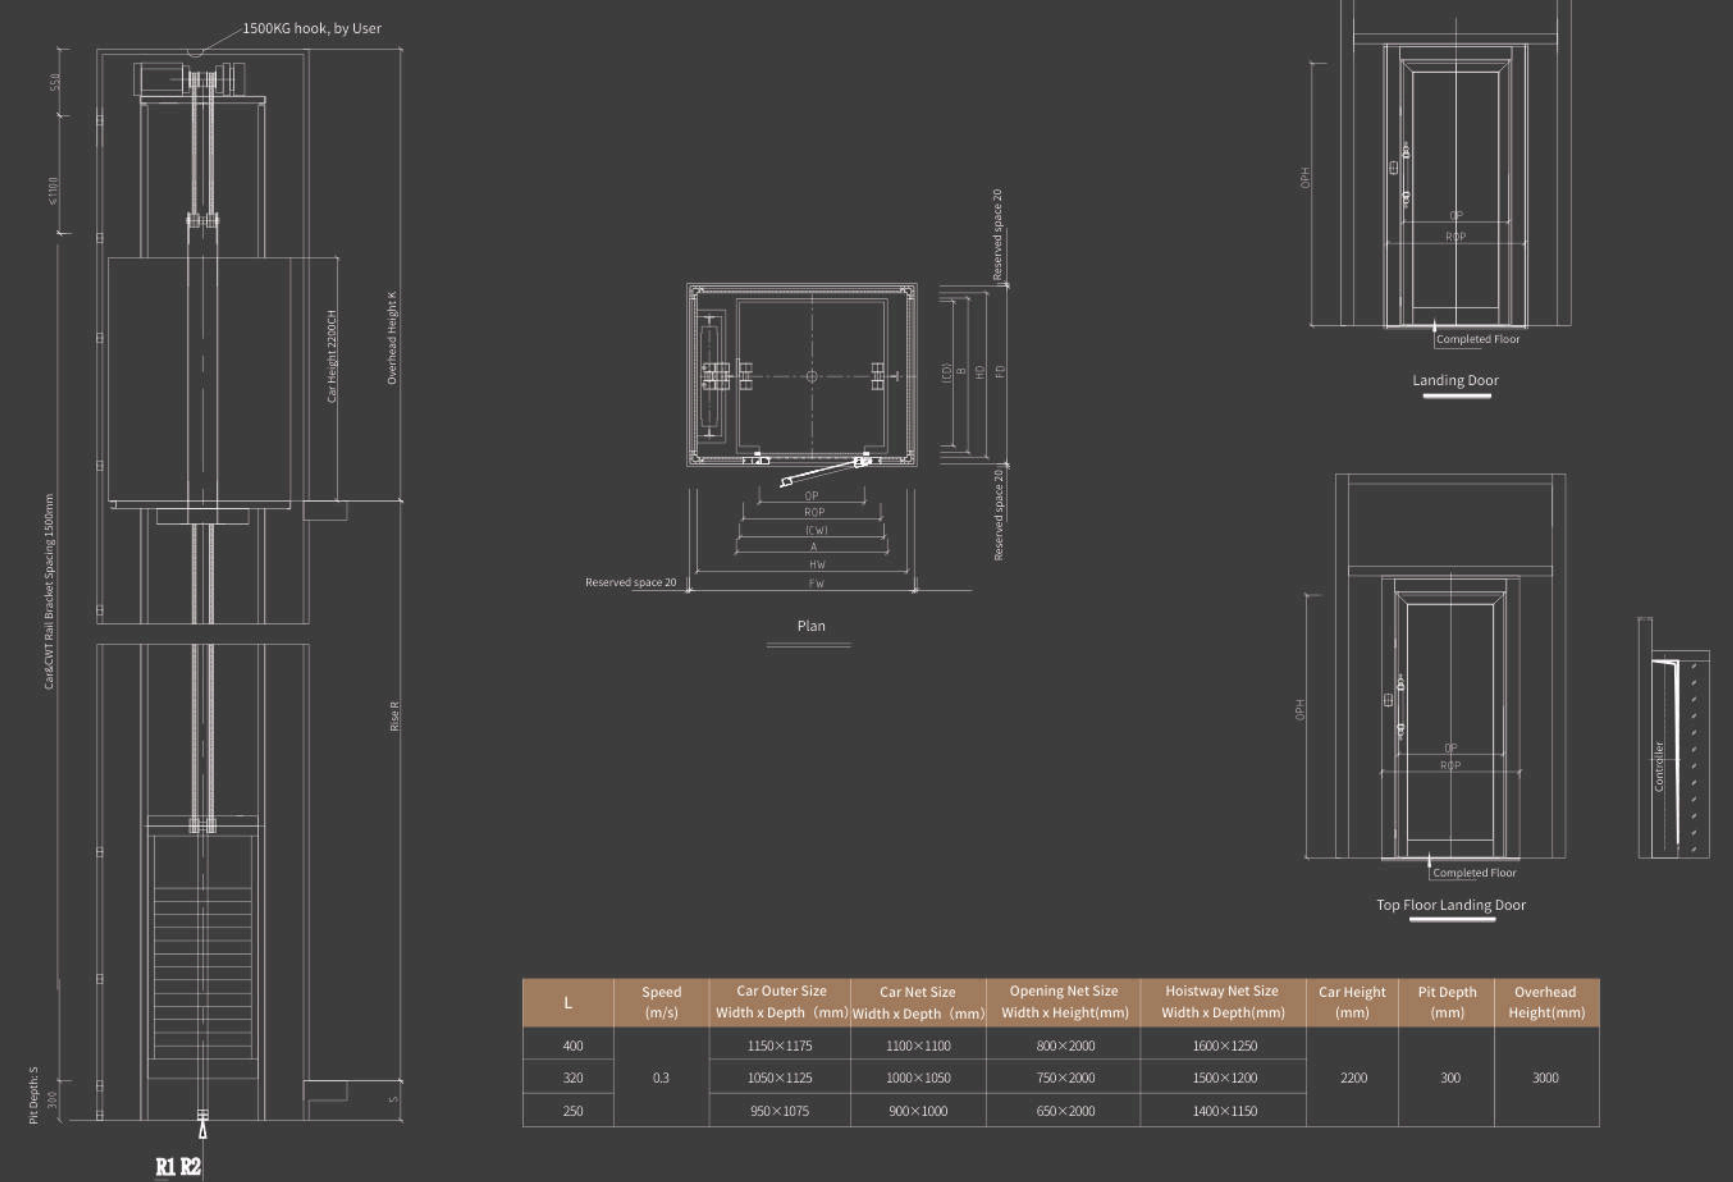 1500KG hook, by User
550
≤1100
Car Height 2200CH
Overhead Height K
Car&CWT Rail Bracket Spacing 1500mm
Rise R
Pit Depth: S
300
S
R1 R2
Reserved space 20
(CD)
B
HD
FD
Reserved space 20
OP
ROP
(CW)
A
HW
FW
Reserved space 20
Plan
OPH
OP
ROP
Completed Floor
Landing Door
OPH
OP
ROP
Completed Floor
Top Floor Landing Door
Controller
L
Speed
(m/s)
Car Outer Size
Width x Depth（mm)
Car Net Size
Width x Depth（mm)
Opening Net Size
Width x Height(mm)
Hoistway Net Size
Width x Depth(mm)
Car Height
(mm)
Pit Depth
(mm)
Overhead
Height(mm)
400 1150×1175 1100×1100 800×2000 1600×1250
320 0.3 1050×1125 1000×1050 750×2000 1500×1200 2200 300 3000
250 950×1075 900×1000 650×2000 1400×1150